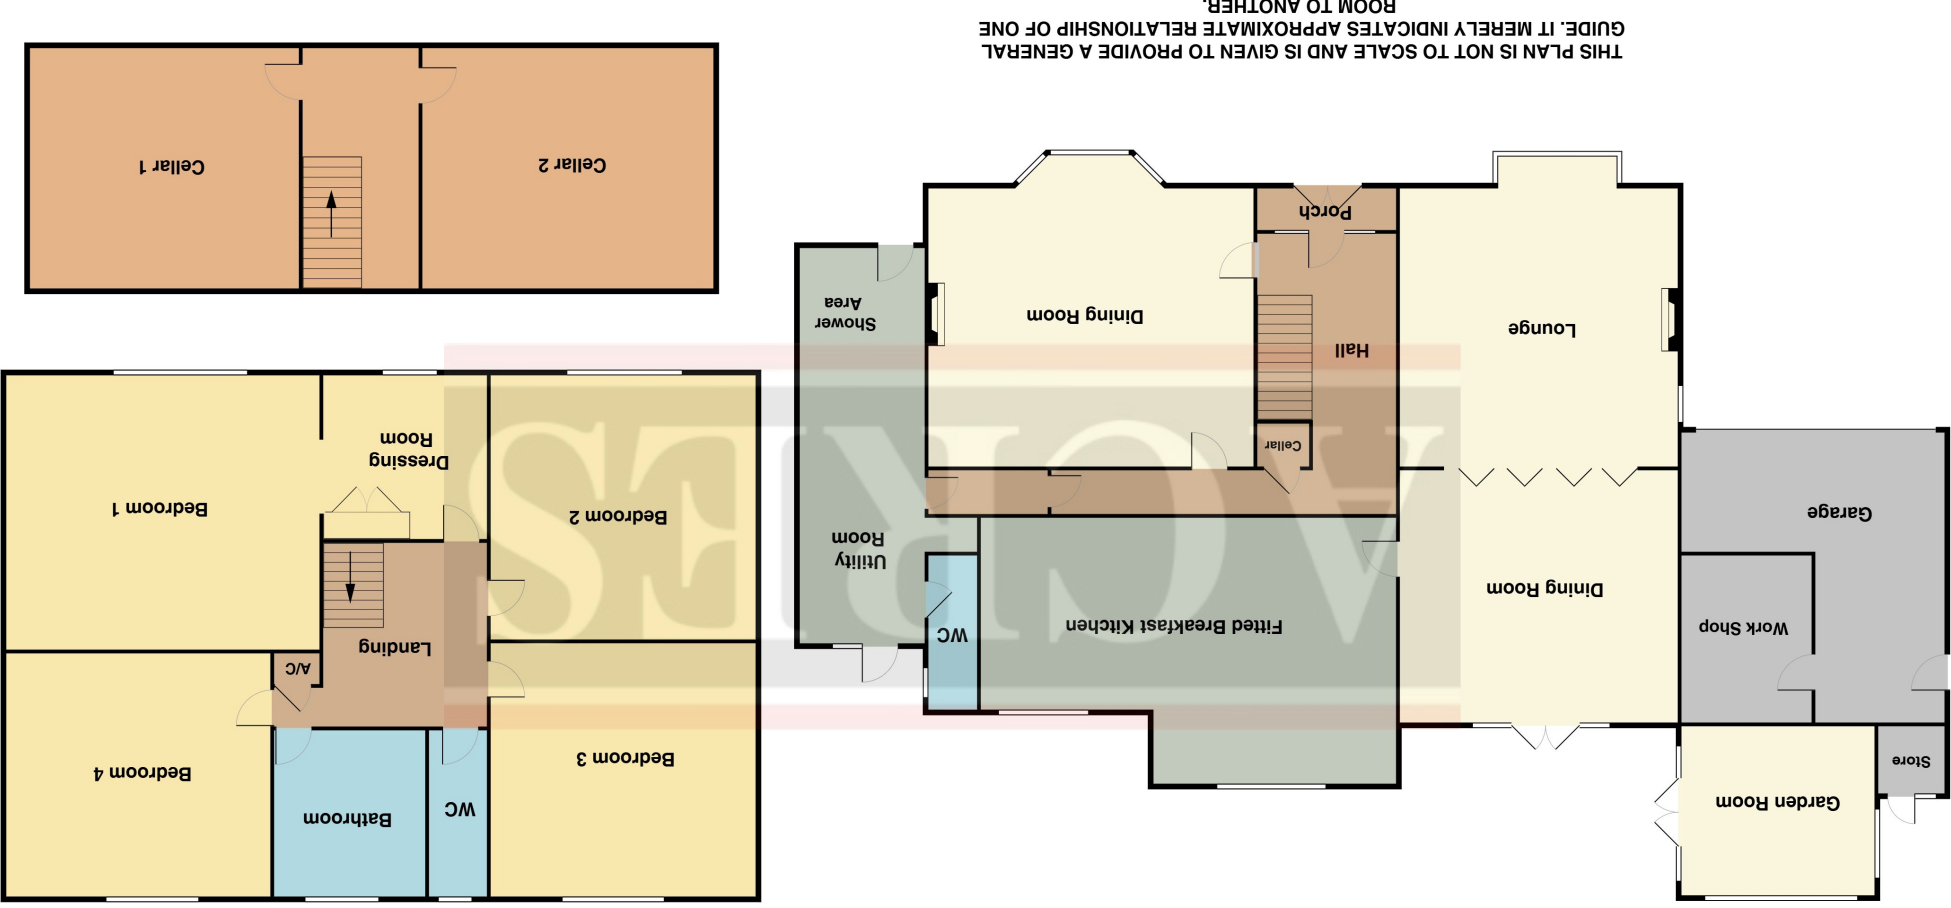 Garden Room
Store
Work Shop
Garage
Dining Room
Lounge
Fitted Breakfast Kitchen
WC
Utility
Room
Shower
Area
Cellar
Hall
Dining Room
Porch
Bedroom 3
WC
Bathroom
Bedroom 4
A/C
Landing
Bedroom 2
Dressing
Room
Bedroom 1
Cellar 2
Cellar 1
ACRES
THIS PLAN IS NOT TO SCALE AND IS GIVEN TO PROVIDE A GENERAL
GUIDE. IT MERELY INDICATES APPROXIMATE RELATIONSHIP OF ONE
ROOM TO ANOTHER.